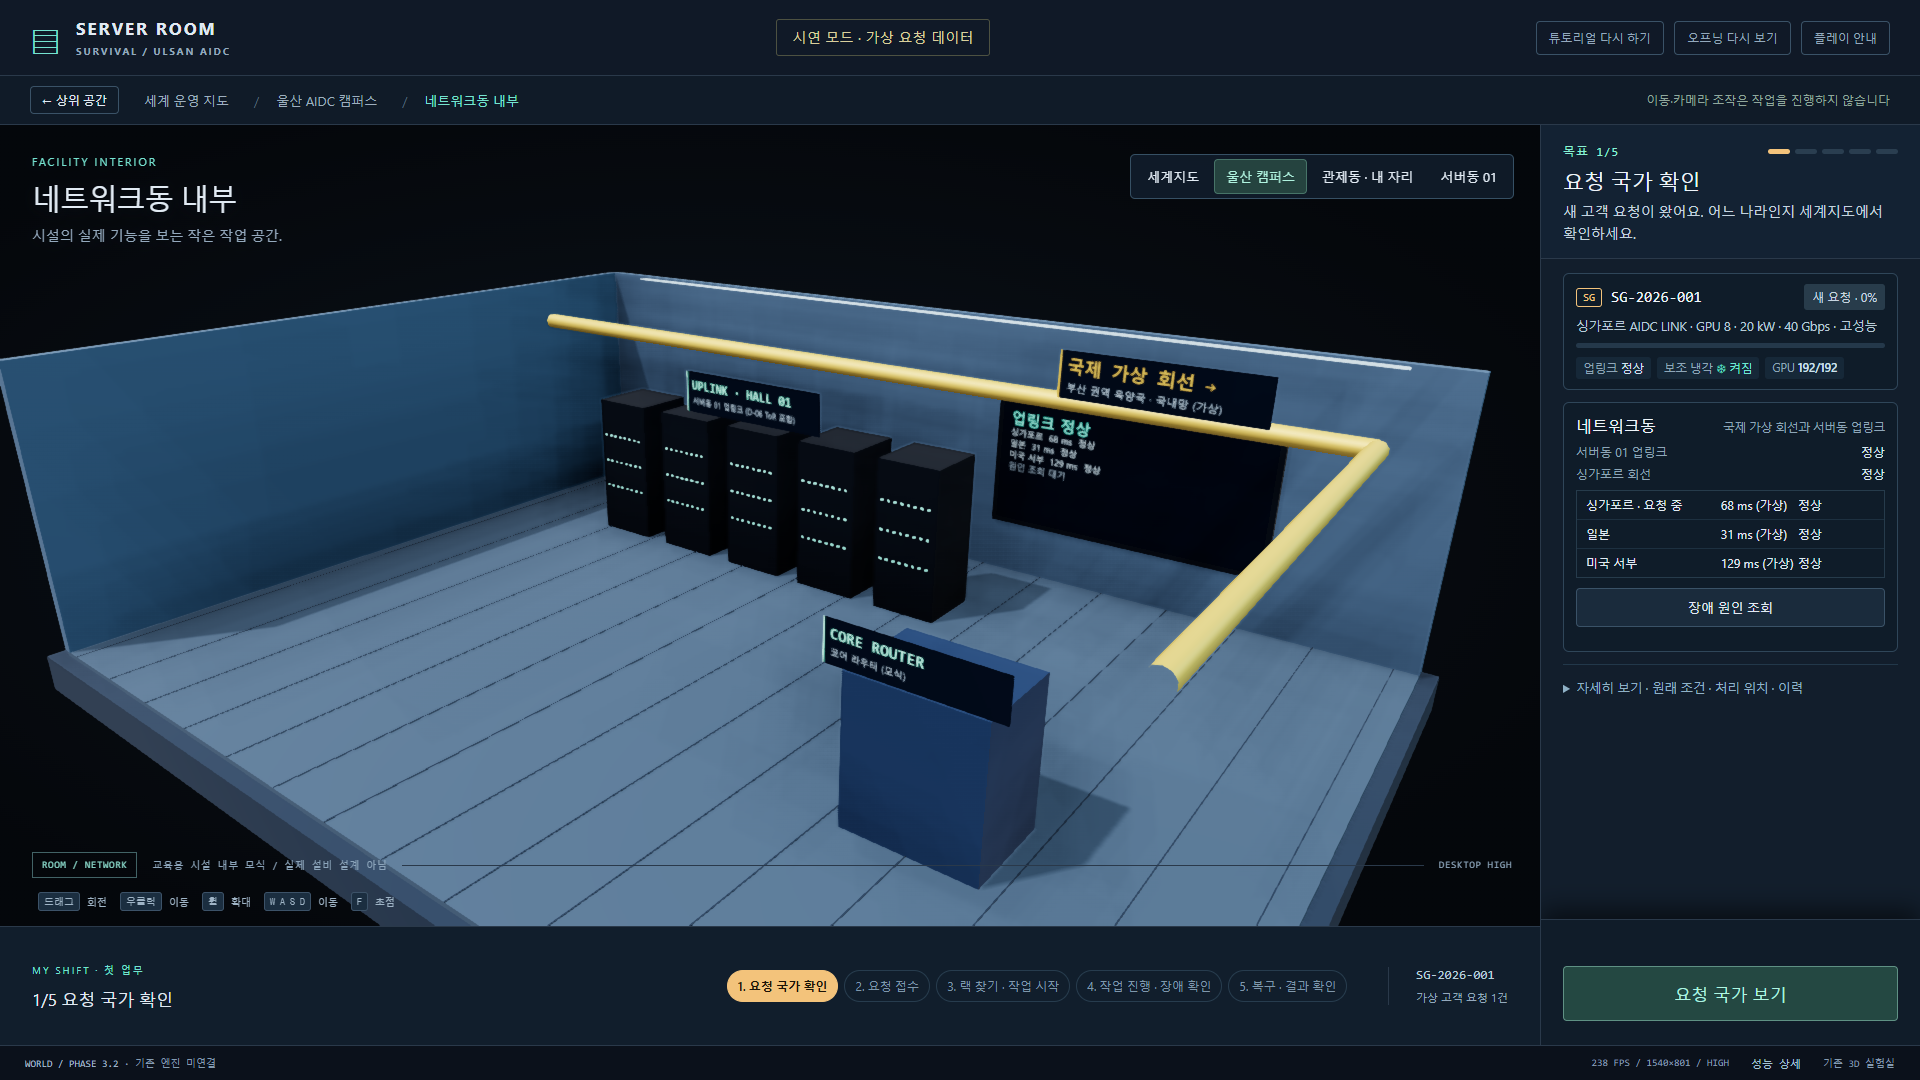 SERVER ROOM
SURVIVAL / ULSAN AIDC
시연 모드 · 가상 요청 데이터
튜토리얼 다시 하기
오프닝 다시 보기
플레이 안내
← 상위 공간
세계 운영 지도 / 울산 AIDC 캠퍼스 / 네트워크동 내부
이동·카메라 조작은 작업을 진행하지 않습니다
FACILITY INTERIOR
네트워크동 내부
시설의 실제 기능을 보는 작은 작업 공간.
세계지도
울산 캠퍼스
관제동 · 내 자리
서버동 01
UPLINK · HALL 01
서버동 01 업링크 (D-06 ToR 포함)
국제 가상 회선 →
부산 권역 육양국 · 국내망 (가상)
업링크 정상
싱가포르 68 ms 정상
일본 31 ms 정상
미국 서부 129 ms 정상
원인 조회 대기
CORE ROUTER
코어 라우터 (모식)
ROOM / NETWORK
교육용 시설 내부 모식 / 실제 설비 설계 아님
DESKTOP HIGH
드래그 회전 우클릭 이동 휠 확대 W A S D 이동 F 초점
목표 1/5
요청 국가 확인
새 고객 요청이 왔어요. 어느 나라인지 세계지도에서
확인하세요.
SG SG-2026-001
새 요청 · 0%
싱가포르 AIDC LINK · GPU 8 · 20 kW · 40 Gbps · 고성능
업링크 정상
보조 냉각 ❄ 켜짐
GPU 192/192
네트워크동
국제 가상 회선과 서버동 업링크
서버동 01 업링크 정상
싱가포르 회선 정상
싱가포르 · 요청 중 68 ms (가상) 정상
일본 31 ms (가상) 정상
미국 서부 129 ms (가상) 정상
장애 원인 조회
▶ 자세히 보기 · 원래 조건 · 처리 위치 · 이력
MY SHIFT · 첫 업무
1/5 요청 국가 확인
1. 요청 국가 확인
2. 요청 접수
3. 랙 찾기 · 작업 시작
4. 작업 진행 · 장애 확인
5. 복구 · 결과 확인
SG-2026-001
가상 고객 요청 1건
요청 국가 보기
WORLD / PHASE 3.2 · 기존 엔진 미연결
238 FPS / 1540×801 / HIGH
성능 상세
기존 3D 실험실